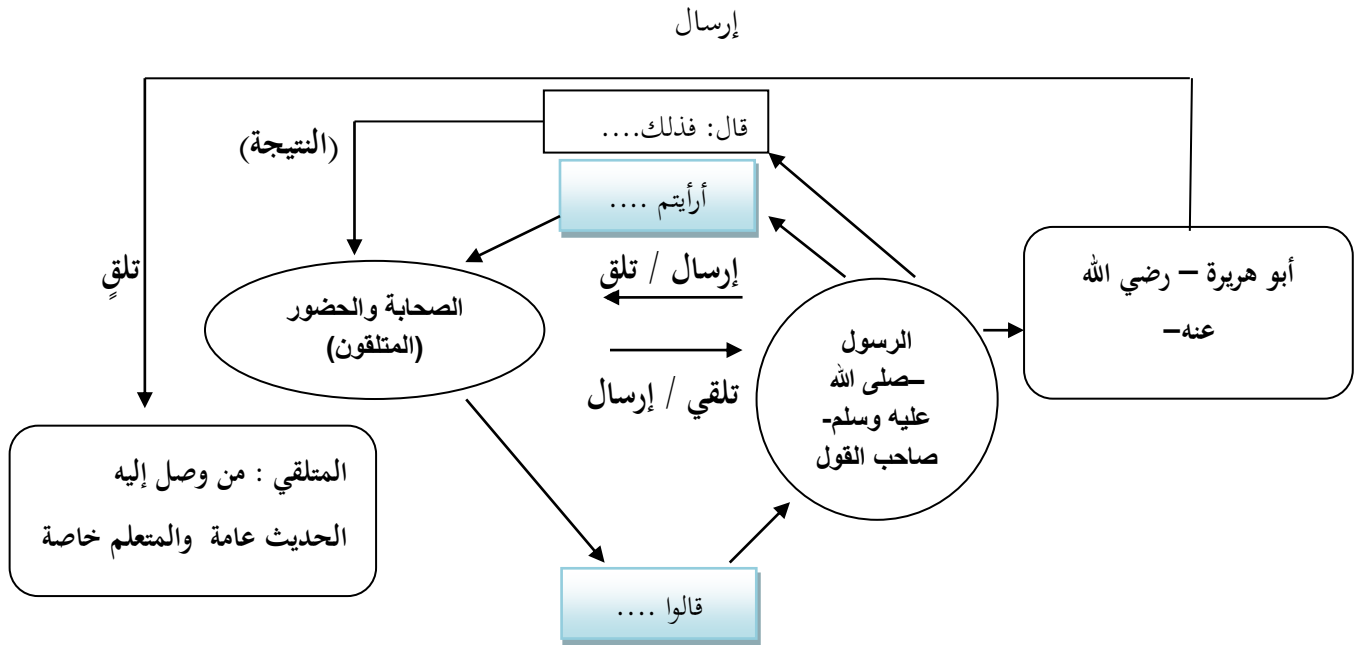 إرسال
قال: فذلك....
(النتيجة)
أرأيتم ....
تلقٍ
إرسال / تلق
أبو هريرة – رضي الله
عنه–
الصحابة والحضور
(المتلقون)
الرسول
–صلى الله
عليه وسلم-
صاحب القول
تلقي / إرسال
المتلقي : من وصل إليه
الحديث عامة والمتعلم خاصة
قالوا ....